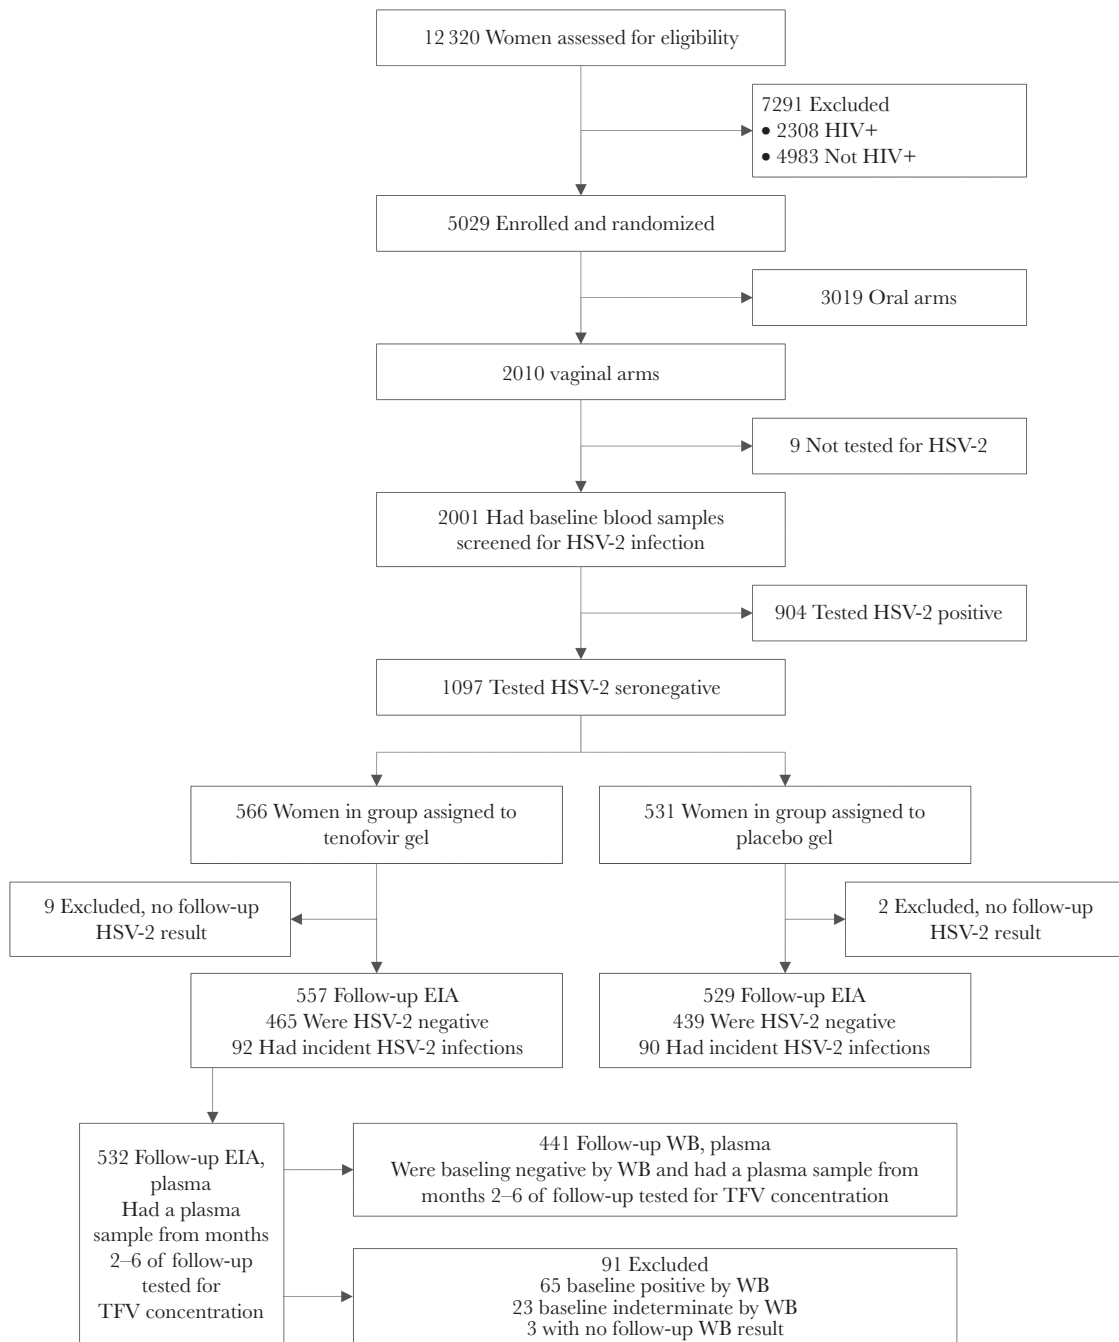 12 320 Women assessed for eligibility
7291 Excluded
• 2308 HIV+
• 4983 Not HIV+
5029 Enrolled and randomized
3019 Oral arms
2010 vaginal arms
9 Not tested for HSV-2
2001 Had baseline blood samples
screened for HSV-2 infection
904 Tested HSV-2 positive
1097 Tested HSV-2 seronegative
566 Women in group assigned to
tenofovir gel
531 Women in group assigned to
placebo gel
9 Excluded, no follow-up
HSV-2 result
2 Excluded, no follow-up
HSV-2 result
557 Follow-up EIA
465 Were HSV-2 negative
92 Had incident HSV-2 infections
529 Follow-up EIA
439 Were HSV-2 negative
90 Had incident HSV-2 infections
532 Follow-up EIA,
plasma
Had a plasma
sample from months
2–6 of follow-up
tested for
TFV concentration
441 Follow-up WB, plasma
Were baseling negative by WB and had a plasma sample from
months 2–6 of follow-up tested for TFV concentration
91 Excluded
65 baseline positive by WB
23 baseline indeterminate by WB
3 with no follow-up WB result